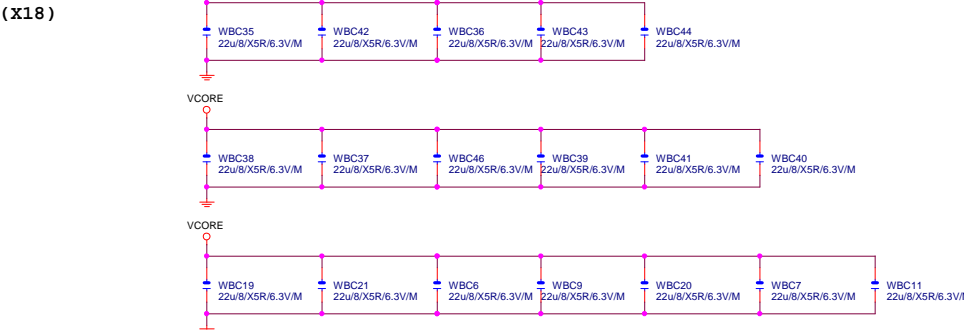 (X18)
WBC35 WBC42 WBC36 WBC43 WBC44
22u/8/X5R/6.3V/M 22u/8/X5R/6.3V/M 22u/8/X5R/6.3V/M 22u/8/X5R/6.3V/M 22u/8/X5R/6.3V/M
VCORE
WBC38 WBC37 WBC46 WBC39 WBC41 WBC40
22u/8/X5R/6.3V/M 22u/8/X5R/6.3V/M 22u/8/X5R/6.3V/M 22u/8/X5R/6.3V/M 22u/8/X5R/6.3V/M 22u/8/X5R/6.3V/M
VCORE
WBC19 WBC21 WBC6 WBC9 WBC20 WBC7 WBC11
22u/8/X5R/6.3V/M 22u/8/X5R/6.3V/M 22u/8/X5R/6.3V/M 22u/8/X5R/6.3V/M 22u/8/X5R/6.3V/M 22u/8/X5R/6.3V/M 22u/8/X5R/6.3V/M